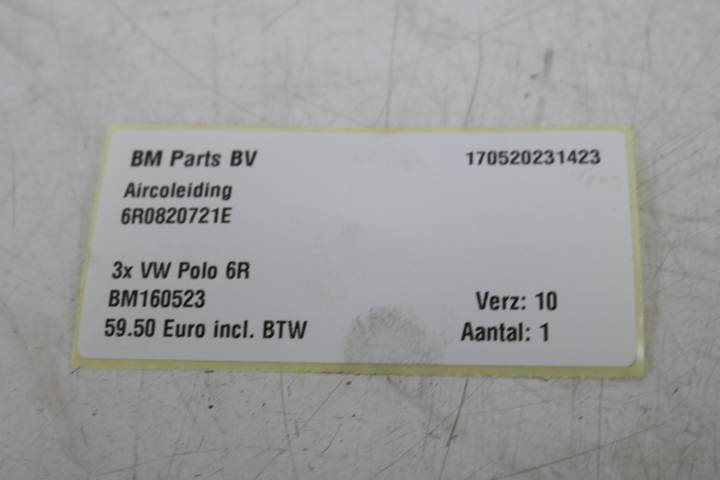 BM Parts BV 170520231423
Aircoleiding
6R0820721E
3x VW Polo 6R
BM160523 Verz: 10
59.50 Euro incl. BTW Aantal: 1